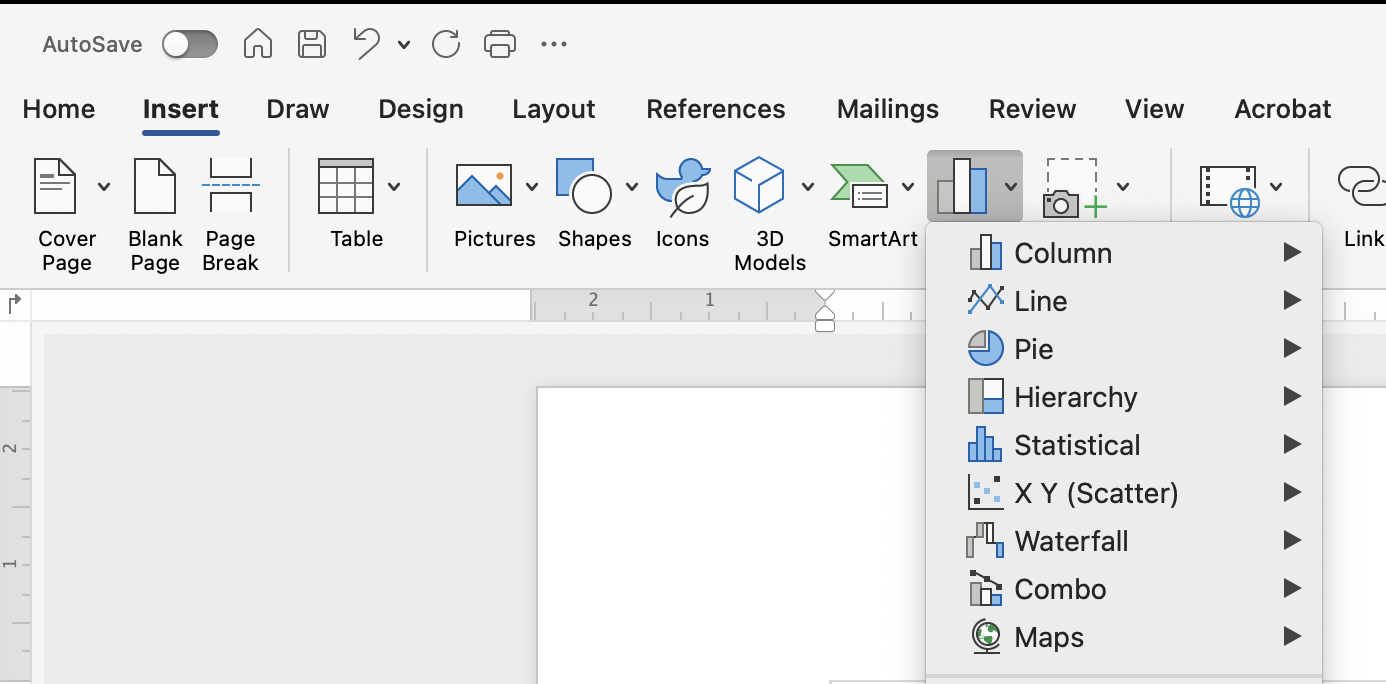 AutoSave
Home Insert Draw Design Layout References Mailings Review View Acrobat
Cover Page
Blank Page
Page Break
Table
Pictures
Shapes
Icons
3D Models
SmartArt
Link
2 1
Column
Line
Pie
Hierarchy
Statistical
X Y (Scatter)
Waterfall
Combo
Maps
2
1